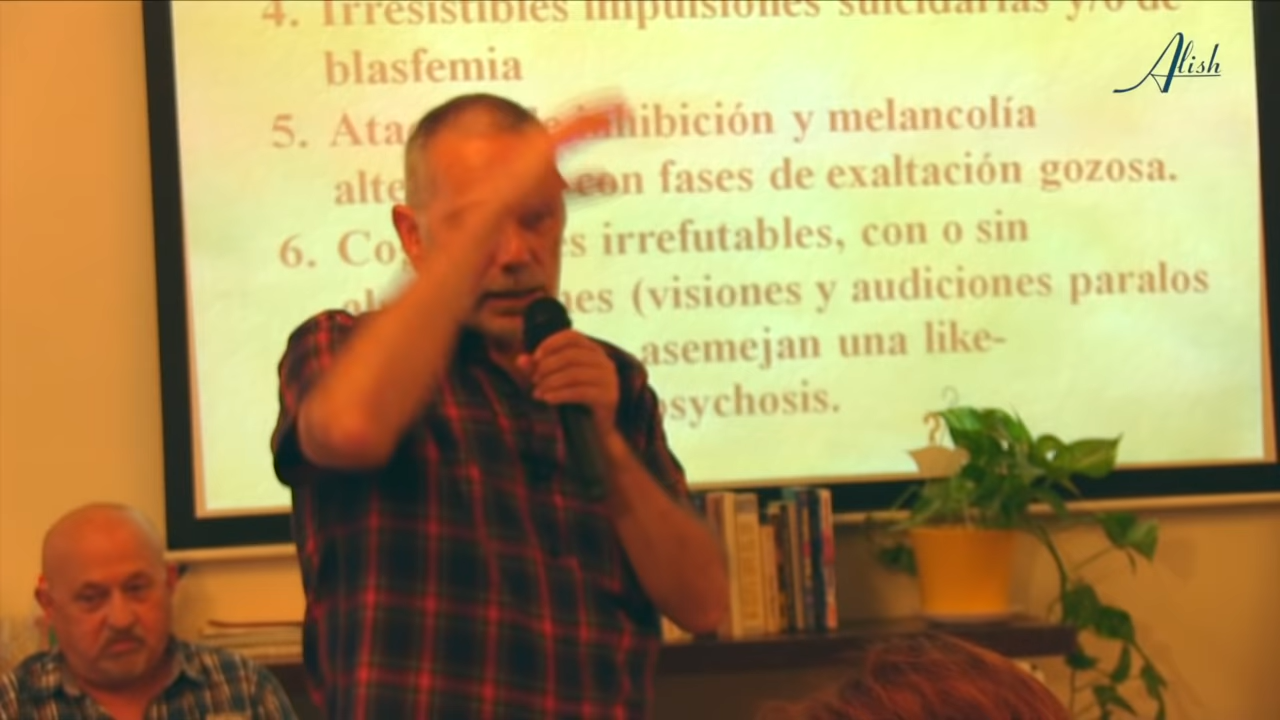 4. Irresistibles impulsiones suicidarias y/o de
blasfemia
5. Ata inhibición y melancolía
alte con fases de exaltación gozosa.
6. Co s irrefutables, con o sin
nes (visiones y audiciones paralos
asemejan una like-
psychosis.
Alish